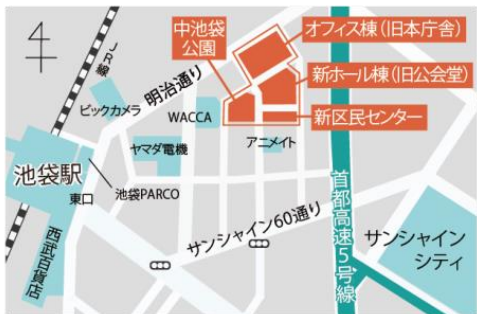 中池袋
公園
オフィス棟(旧本庁舎)
新ホール棟(旧公会堂)
新区民センター
JR線
明治通り
ビックカメラ
WACCA
ヤマダ電機
アニメイト
池袋駅
東口
池袋PARCO
西武百貨店
サンシャイン60通り
首都高速5号線
サンシャイン
シティ